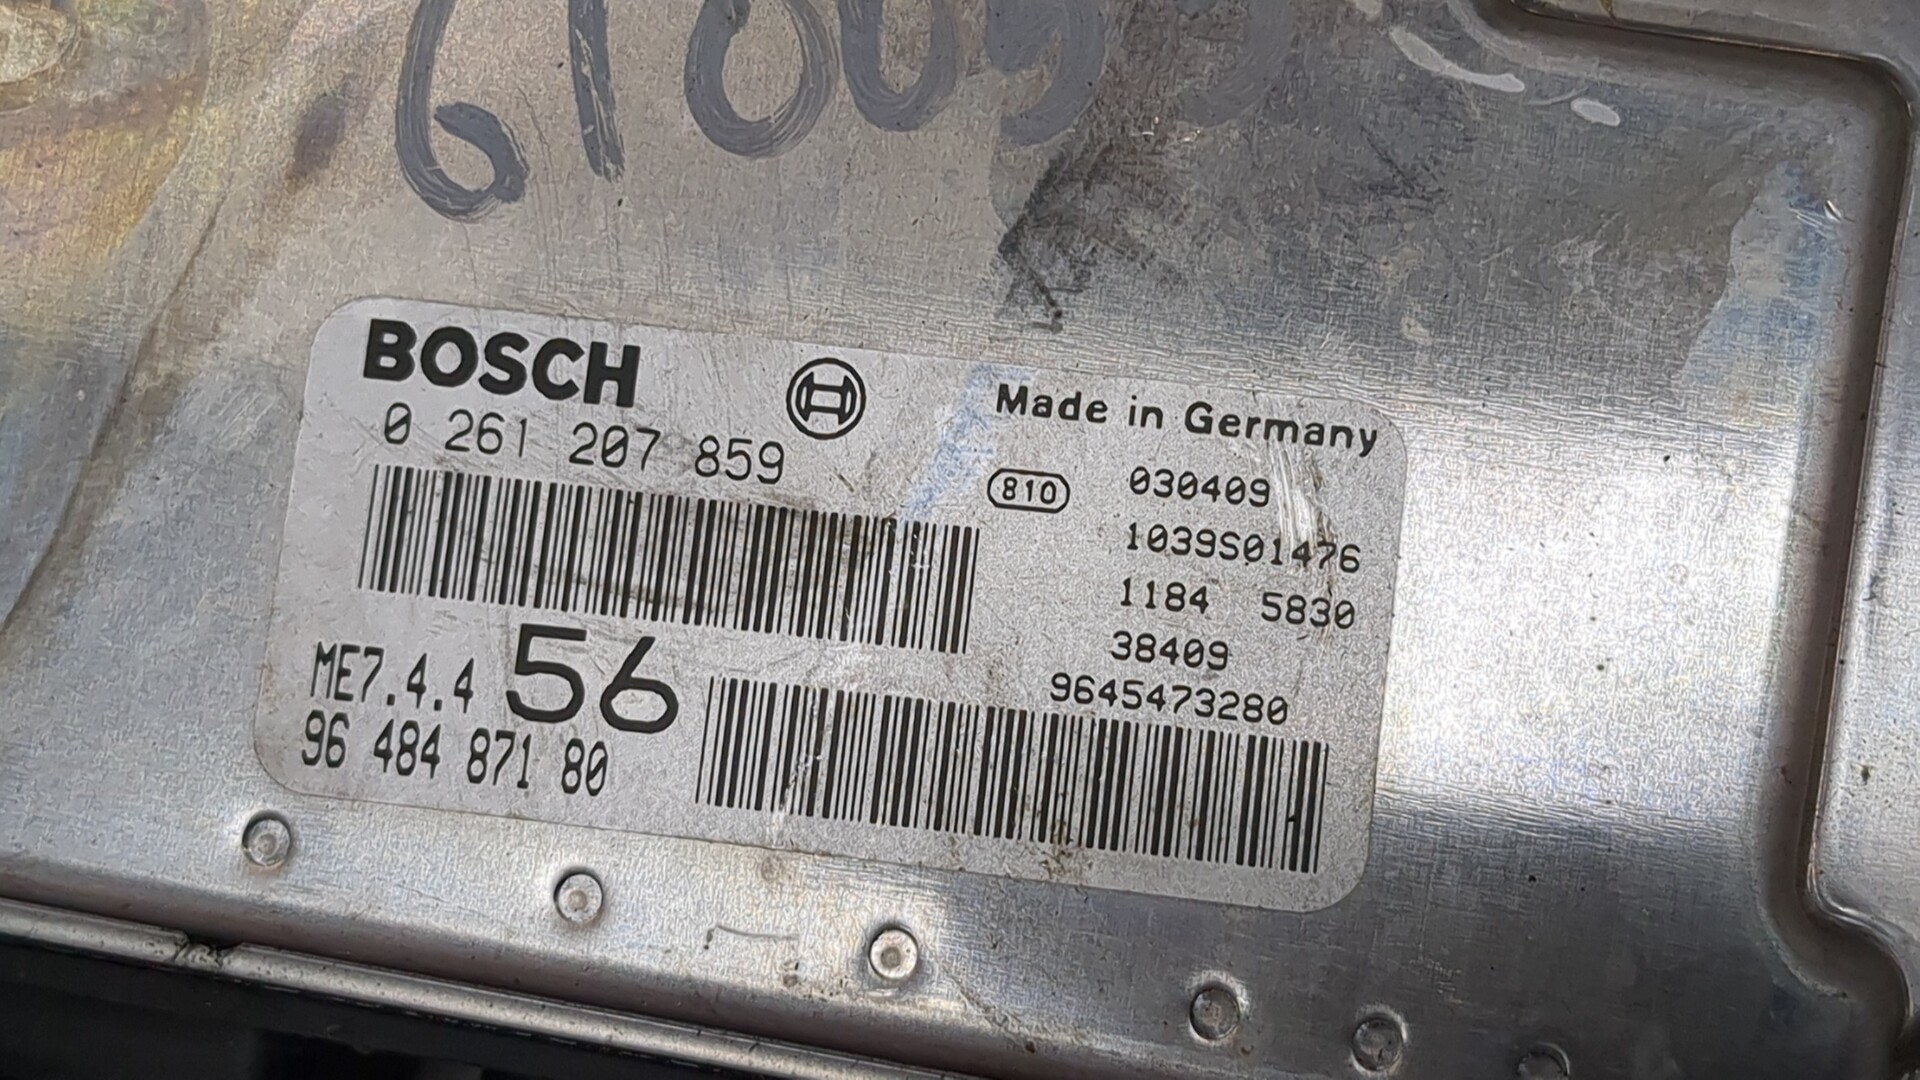 BOSCH
0 261 207 859
Made in Germany
810
030409
1039S01476
1184 5830
38409
9645473280
ME7.4.4 56
96 484 871 80